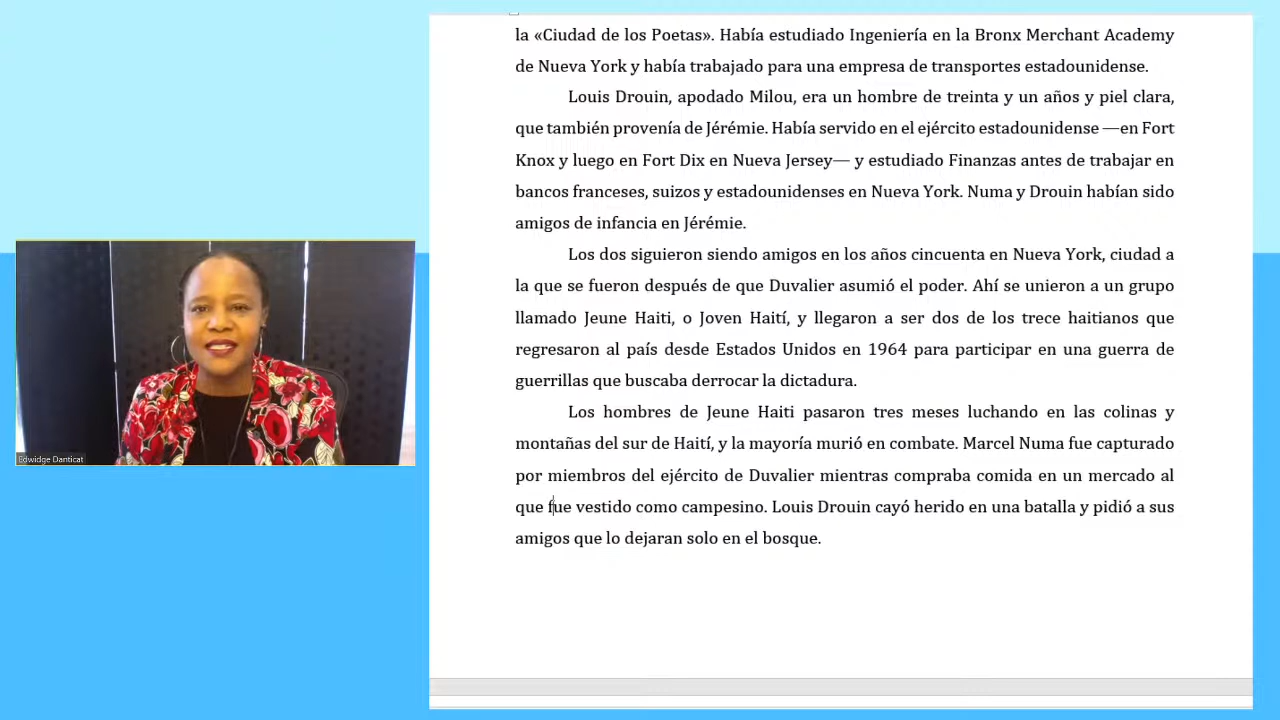 la «Ciudad de los Poetas». Había estudiado Ingeniería en la Bronx Merchant Academy
de Nueva York y había trabajado para una empresa de transportes estadounidense.
Louis Drouin, apodado Milou, era un hombre de treinta y un años y piel clara,
que también provenía de Jérémie. Había servido en el ejército estadounidense —en Fort
Knox y luego en Fort Dix en Nueva Jersey— y estudiado Finanzas antes de trabajar en
bancos franceses, suizos y estadounidenses en Nueva York. Numa y Drouin habían sido
amigos de infancia en Jérémie.
Los dos siguieron siendo amigos en los años cincuenta en Nueva York, ciudad a
la que se fueron después de que Duvalier asumió el poder. Ahí se unieron a un grupo
llamado Jeune Haiti, o Joven Haití, y llegaron a ser dos de los trece haitianos que
regresaron al país desde Estados Unidos en 1964 para participar en una guerra de
guerrillas que buscaba derrocar la dictadura.
Los hombres de Jeune Haiti pasaron tres meses luchando en las colinas y
montañas del sur de Haití, y la mayoría murió en combate. Marcel Numa fue capturado
por miembros del ejército de Duvalier mientras compraba comida en un mercado al
que fue vestido como campesino. Louis Drouin cayó herido en una batalla y pidió a sus
amigos que lo dejaran solo en el bosque.
Edwidge Danticat